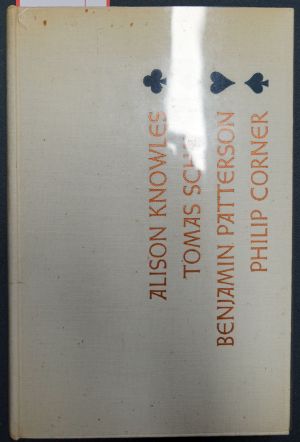 ALISON KNOWLES
TOMAS
BENJAMIN PATTERSON
PHILIP CORNER